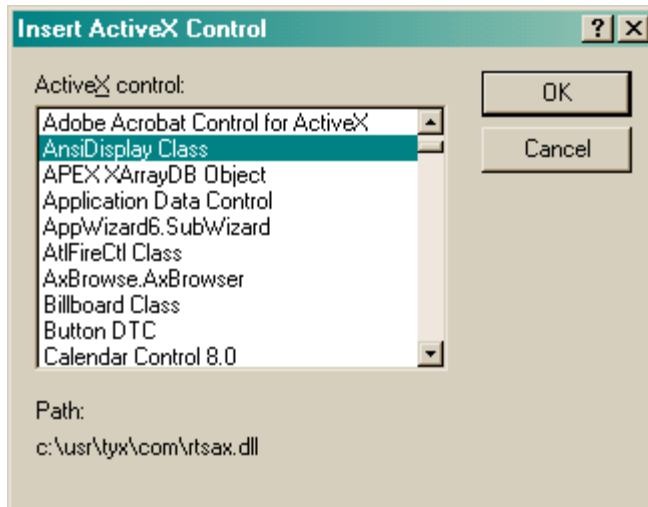 Insert ActiveX Control
ActiveX control:
OK
Adobe Acrobat Control for ActiveX
AnsiDisplay Class
Cancel
APEX XArrayDB Object
Application Data Control
AppWizard6.SubWizard
AtlFireCtl Class
AxBrowse.AxBrowser
Billboard Class
Button DTC
Calendar Control 8.0
Path:
c:\usr\tyx\com\rtsax.dll